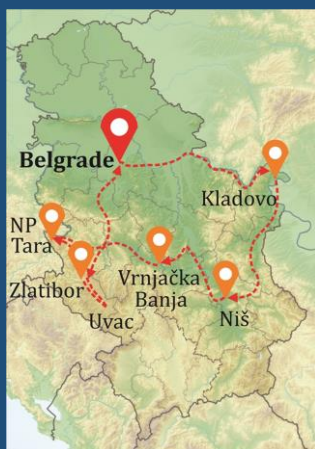 Belgrade
Kladovo
NP
Tara
Zlatibor
Vrnjačka
Banja
Uvac
Niš